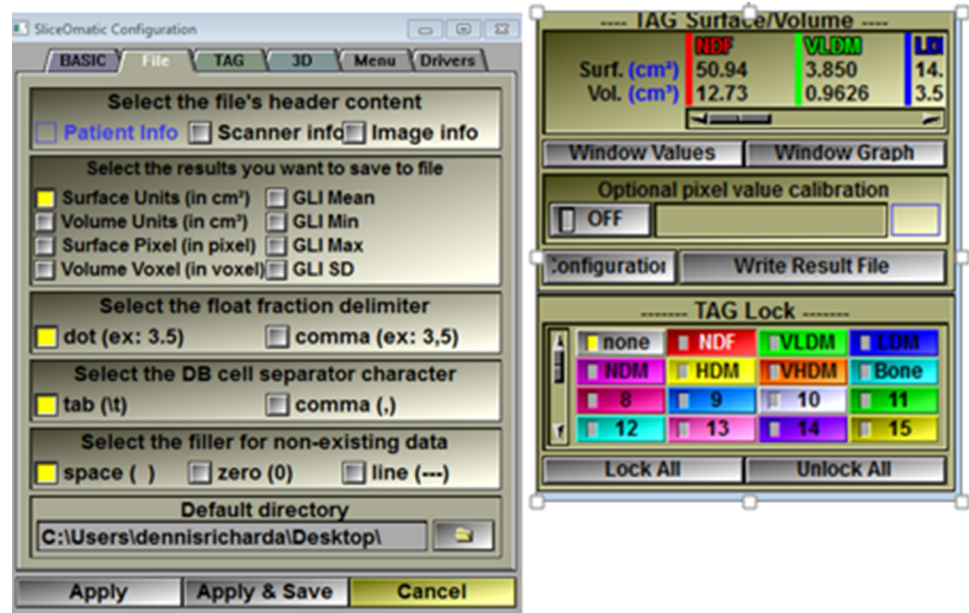 SliceOmatic Configuration
BASIC File TAG 3D Menu Drivers
Select the file's header content
Patient Info Scanner info Image info
Select the results you want to save to file
Surface Units (in cm²) GLI Mean
Volume Units (in cm³) GLI Min
Surface Pixel (in pixel) GLI Max
Volume Voxel (in voxel) GLI SD
Select the float fraction delimiter
dot (ex: 3.5) comma (ex: 3,5)
Select the DB cell separator character
tab (\t) comma (,)
Select the filler for non-existing data
space ( ) zero (0) line (---)
Default directory
C:\Users\dennisricharda\Desktop\
Apply Apply & Save Cancel
---- TAG Surface/Volume ----
NDF VLDM LD
Surf. (cm²) 50.94 3.850 14.
Vol. (cm³) 12.73 0.9626 3.5
Window Values Window Graph
Optional pixel value calibration
OFF
Configuration Write Result File
------- TAG Lock -------
none NDF VLDM LDM
NDM HDM VHDM Bone
8 9 10 11
12 13 14 15
Lock All Unlock All